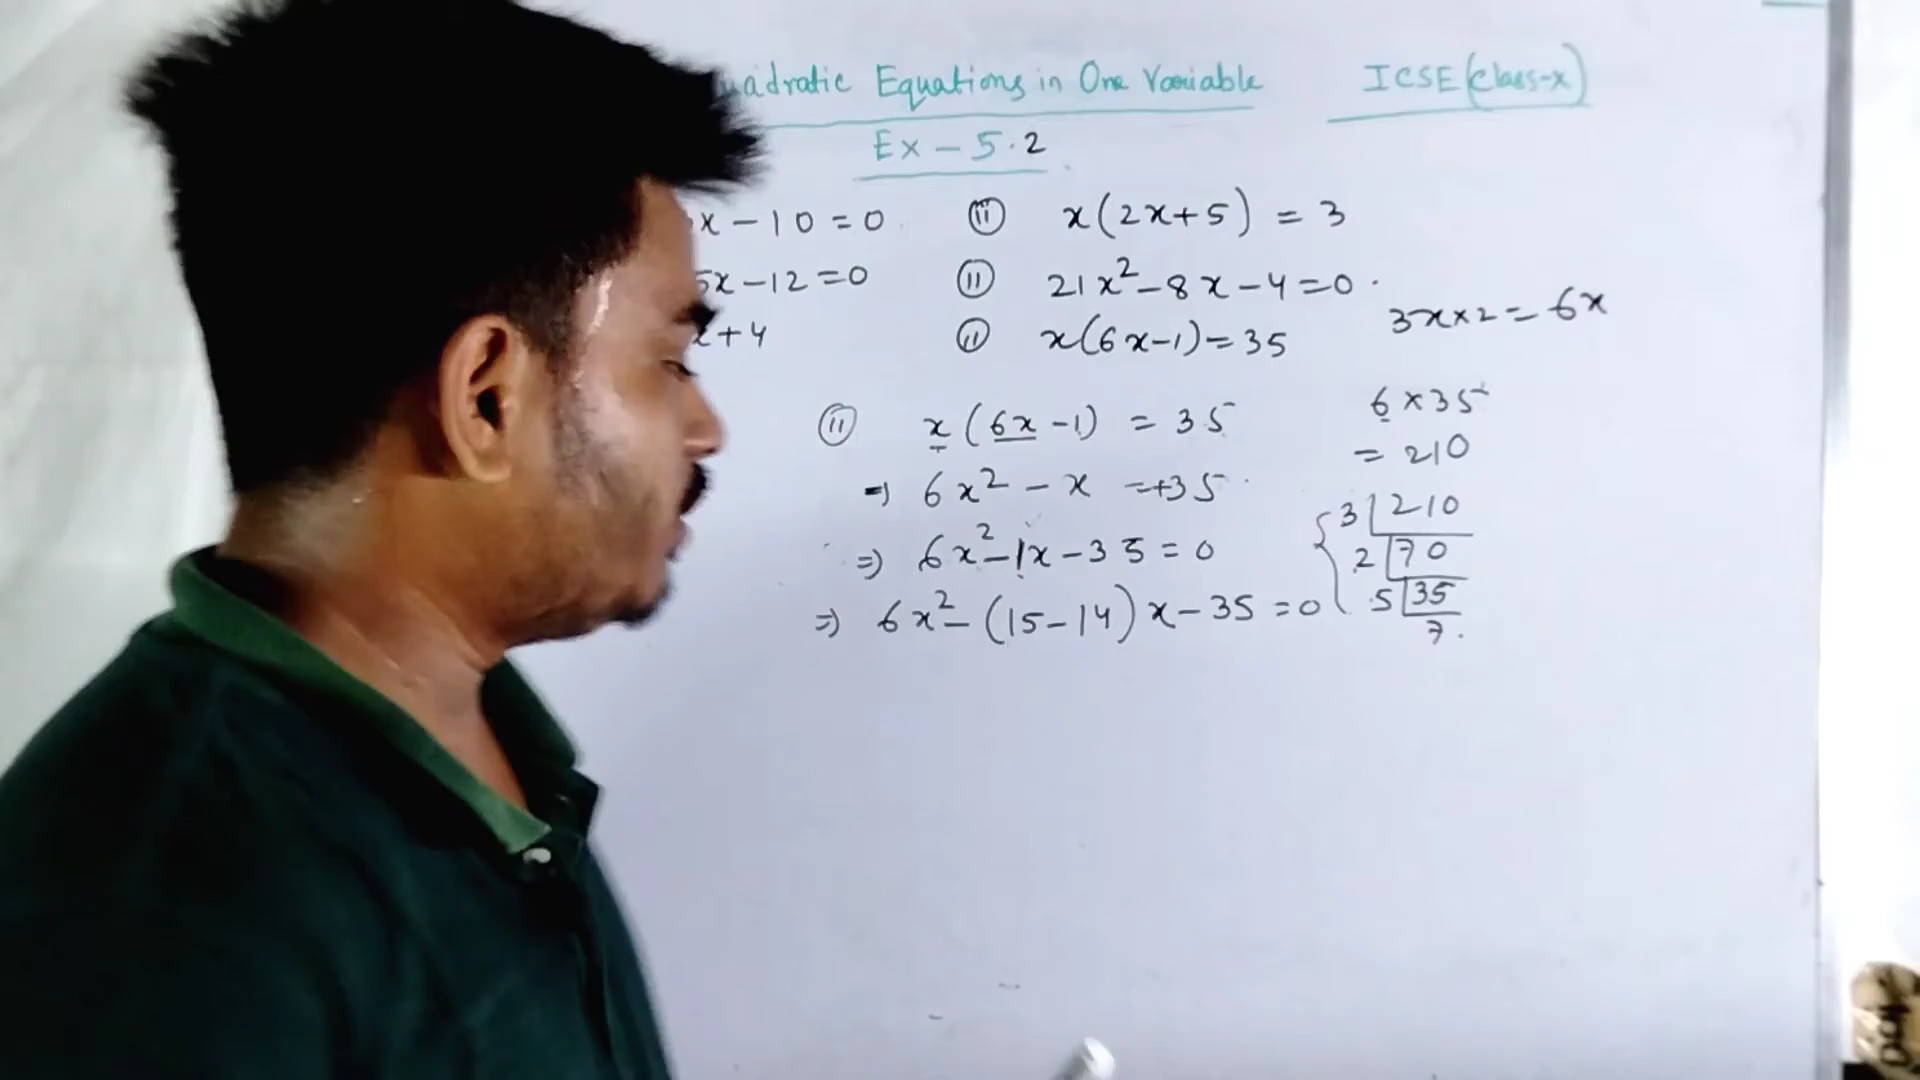 Quadratic Equations in One Variable ICSE (Class-X)
Ex - 5.2
x - 10 = 0 (ii) x(2x+5) = 3
5x - 12 = 0 (ii) 21x² - 8x - 4 = 0
x + 4 (ii) x(6x-1) = 35
3x × 2 = 6x
(ii) x(6x - 1) = 35
⇒ 6x² - x = +35
⇒ 6x² - 1x - 35 = 0
⇒ 6x² - (15 - 14)x - 35 = 0
6 × 35
= 210
3 | 210
2 | 70
5 | 35
7